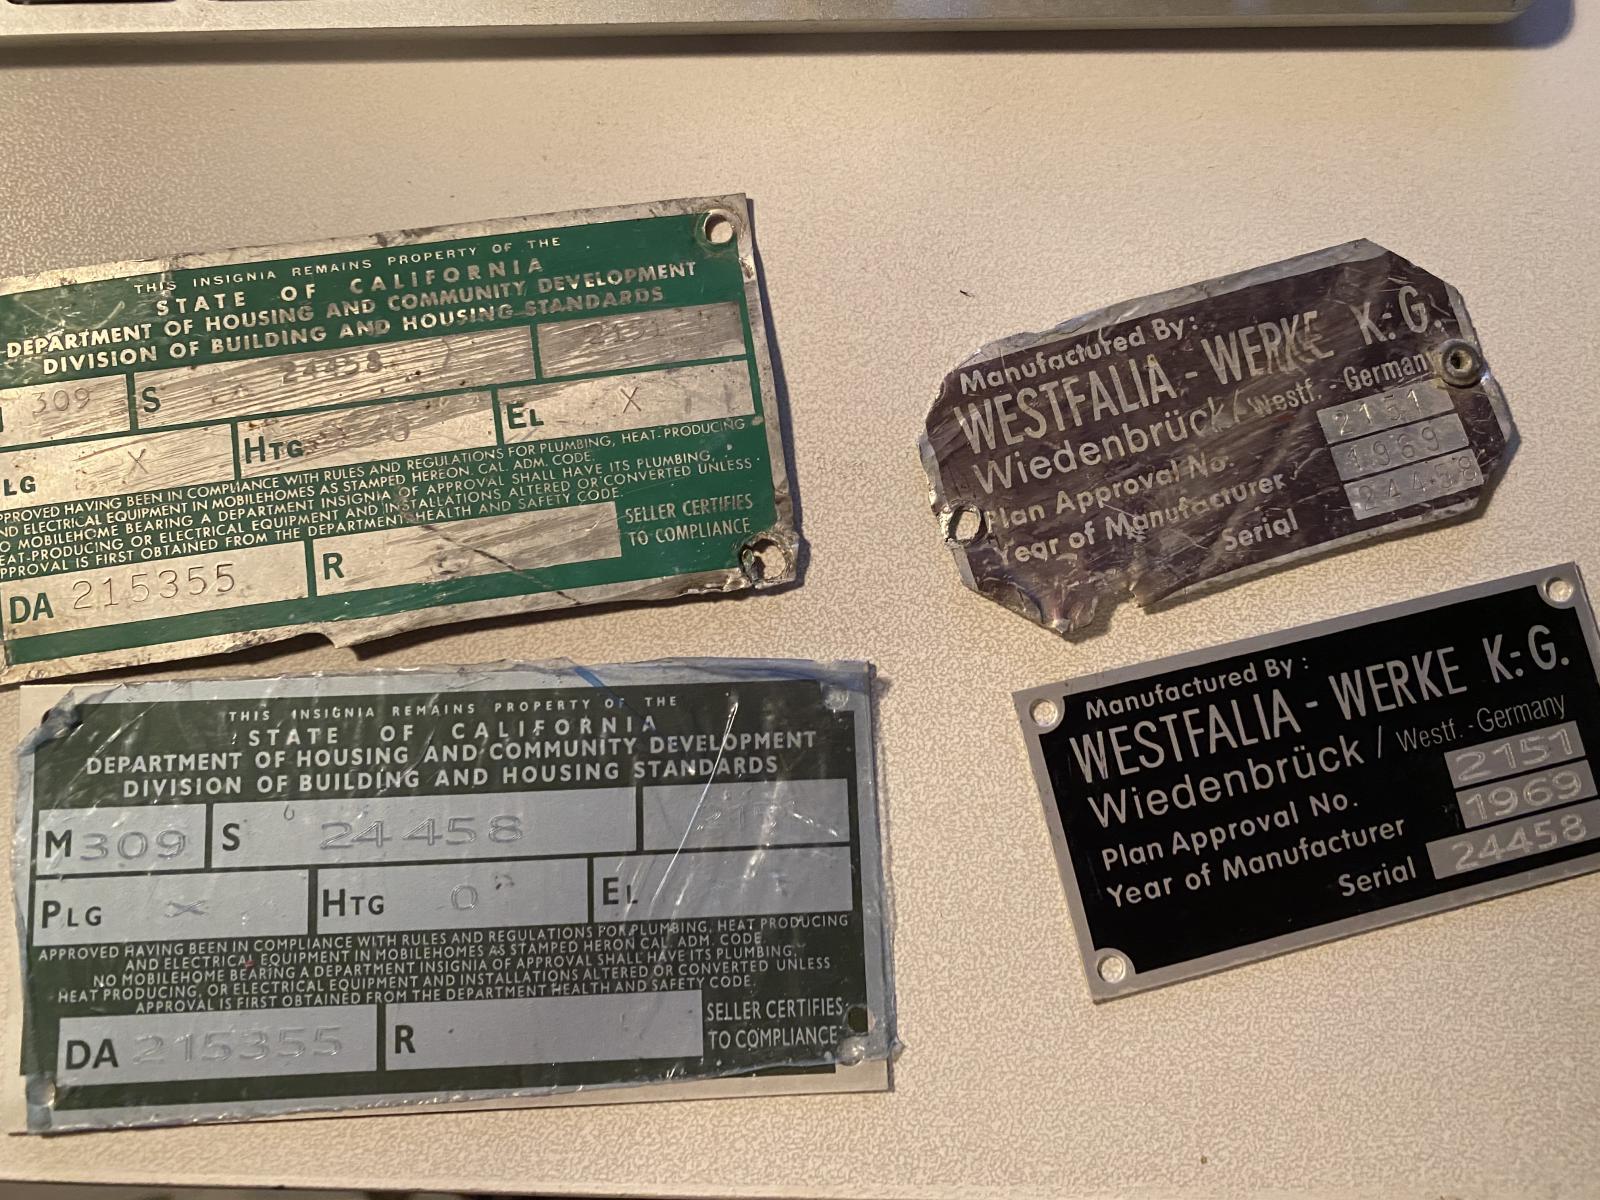 THIS INSIGNIA REMAINS PROPERTY OF THE
STATE OF CALIFORNIA
DEPARTMENT OF HOUSING AND COMMUNITY DEVELOPMENT
DIVISION OF BUILDING AND HOUSING STANDARDS
309 S 24458
LG X HTG EL X
PPROVED HAVING BEEN IN COMPLIANCE WITH RULES AND REGULATIONS FOR PLUMBING, HEAT-PRODUCING
ND ELECTRICAL EQUIPMENT IN MOBILEHOMES AS STAMPED HEREON. CAL. ADM. CODE.
O MOBILEHOME BEARING A DEPARTMENT INSIGNIA OF APPROVAL SHALL HAVE ITS PLUMBING,
EAT-PRODUCING OR ELECTRICAL EQUIPMENT AND INSTALLATIONS ALTERED OR CONVERTED UNLESS
PPROVAL IS FIRST OBTAINED FROM THE DEPARTMENT HEALTH AND SAFETY CODE.
DA 215355 R
SELLER CERTIFIES
TO COMPLIANCE
Manufactured By:
WESTFALIA - WERKE K.-G.
Wiedenbrück / Westf. - German
Plan Approval No. 2151
Year of Manufacturer 1969
Serial 24458
THIS INSIGNIA REMAINS PROPERTY OF THE
STATE OF CALIFORNIA
DEPARTMENT OF HOUSING AND COMMUNITY DEVELOPMENT
DIVISION OF BUILDING AND HOUSING STANDARDS
M 309 S 24458
PLG X HTG 0 EL
APPROVED HAVING BEEN IN COMPLIANCE WITH RULES AND REGULATIONS FOR PLUMBING, HEAT PRODUCING
AND ELECTRICAL EQUIPMENT IN MOBILEHOMES AS STAMPED HERON CAL. ADM. CODE.
NO MOBILEHOME BEARING A DEPARTMENT INSIGNIA OF APPROVAL SHALL HAVE ITS PLUMBING,
HEAT PRODUCING, OR ELECTRICAL EQUIPMENT AND INSTALLATIONS ALTERED OR CONVERTED UNLESS
APPROVAL IS FIRST OBTAINED FROM THE DEPARTMENT HEALTH AND SAFETY CODE.
DA 215355 R
SELLER CERTIFIES
TO COMPLIANCE
Manufactured By :
WESTFALIA - WERKE K.-G.
Wiedenbrück / Westf. - Germany
Plan Approval No. 2151
Year of Manufacturer 1969
Serial 24458